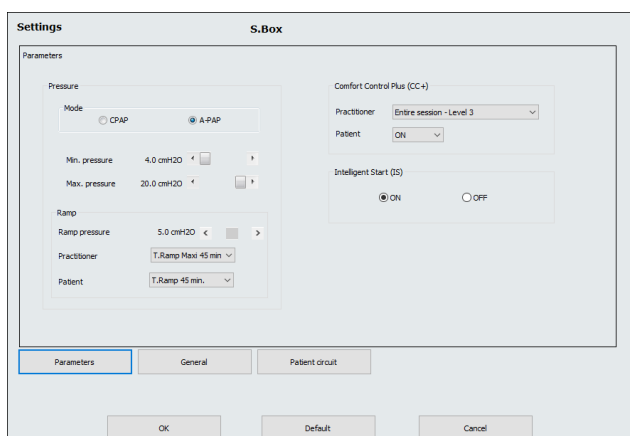 Settings
S.Box
Parameters
Pressure
Mode
CPAP
A-PAP
Min. pressure 4.0 cmH2O
Max. pressure 20.0 cmH2O
Ramp
Ramp pressure 5.0 cmH2O
Practitioner T.Ramp Maxi 45 min
Patient T.Ramp 45 min.
Comfort Control Plus (CC+)
Practitioner Entire session - Level 3
Patient ON
Intelligent Start (IS)
ON OFF
Parameters General Patient circuit
OK Default Cancel